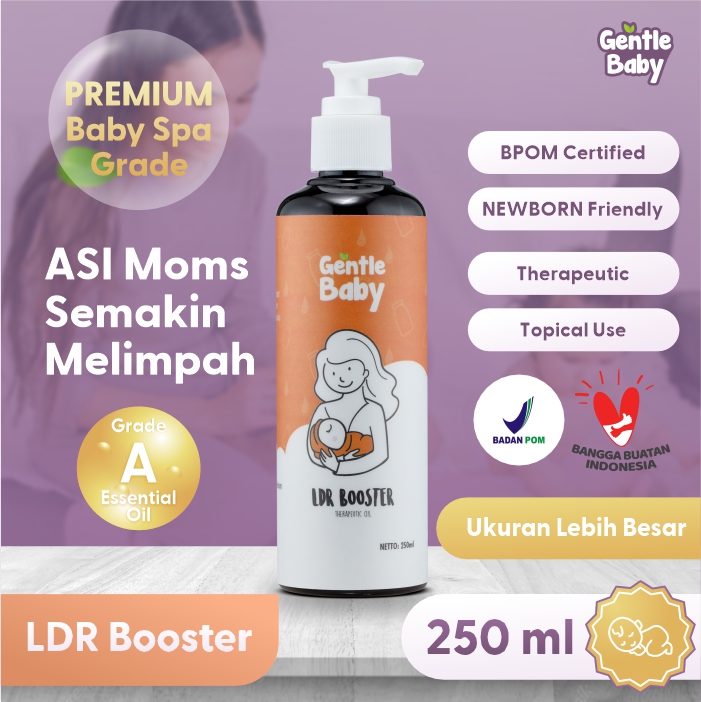 PREMIUM
Baby Spa
Grade
Gentle
Baby
BPOM Certified
NEWBORN Friendly
Therapeutic
Topical Use
ASI Moms
Semakin
Melimpah
Grade
A
Essential
Oil
Gentle
Baby
LDR BOOSTER
THERAPEUTIC OIL
NETTO: 250ml
BADAN POM
BANGGA BUATAN
INDONESIA
Ukuran Lebih Besar
LDR Booster
250 ml